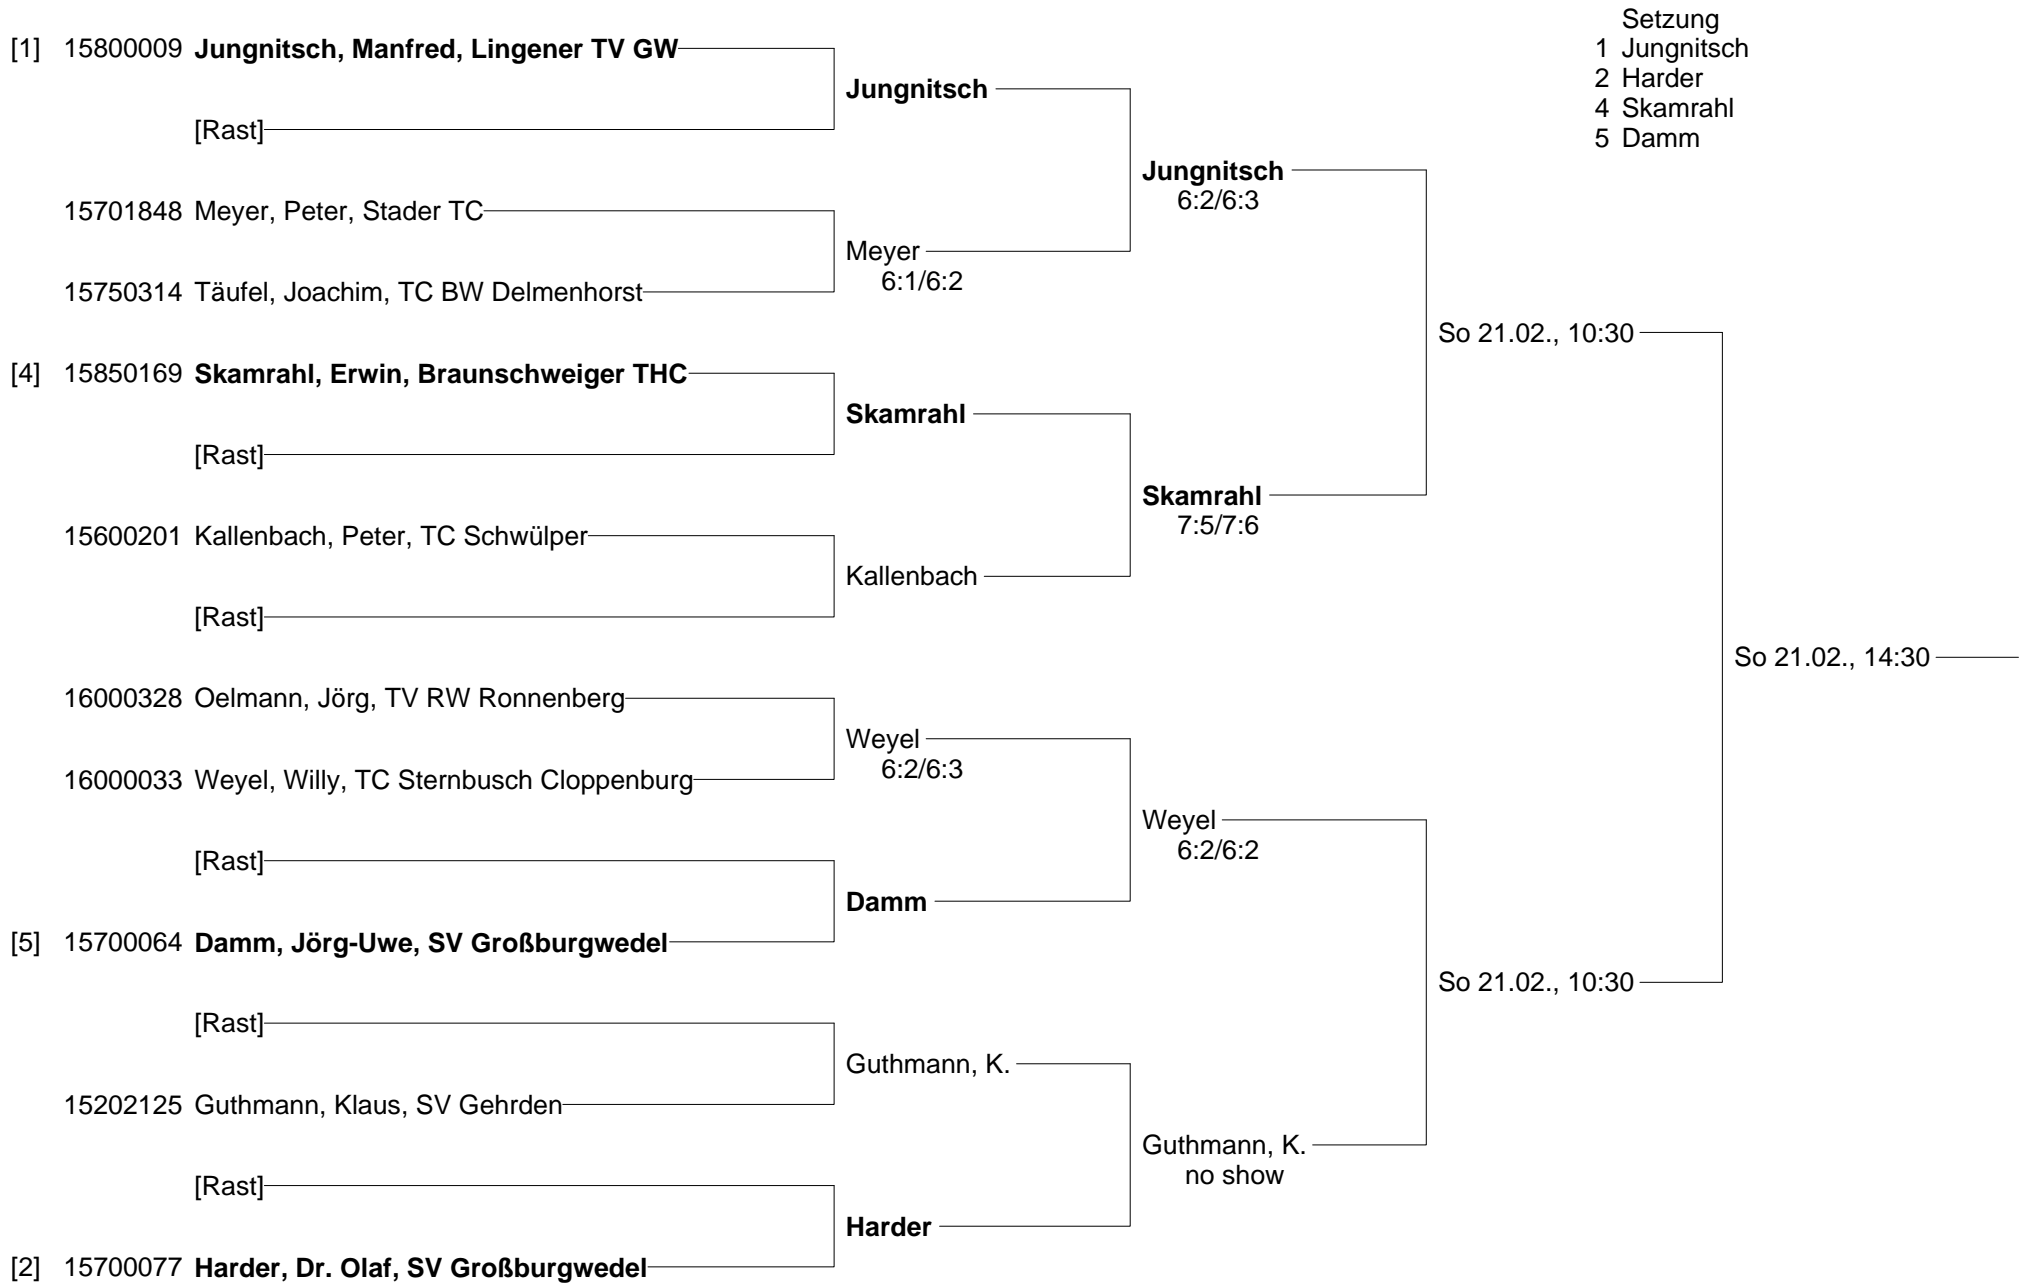 Setzung
1 Jungnitsch
2 Harder
4 Skamrahl
5 Damm
[1] 15800009 Jungnitsch, Manfred, Lingener TV GW
[Rast]
15701848 Meyer, Peter, Stader TC
15750314 Täufel, Joachim, TC BW Delmenhorst
[4] 15850169 Skamrahl, Erwin, Braunschweiger THC
[Rast]
15600201 Kallenbach, Peter, TC Schwülper
[Rast]
16000328 Oelmann, Jörg, TV RW Ronnenberg
16000033 Weyel, Willy, TC Sternbusch Cloppenburg
[Rast]
[5] 15700064 Damm, Jörg-Uwe, SV Großburgwedel
[Rast]
15202125 Guthmann, Klaus, SV Gehrden
[Rast]
[2] 15700077 Harder, Dr. Olaf, SV Großburgwedel
Jungnitsch
Meyer
6:1/6:2
Skamrahl
Kallenbach
Weyel
6:2/6:3
Damm
Guthmann, K.
Harder
Jungnitsch
6:2/6:3
Skamrahl
7:5/7:6
Weyel
6:2/6:2
Guthmann, K.
no show
So 21.02., 10:30
So 21.02., 10:30
So 21.02., 14:30